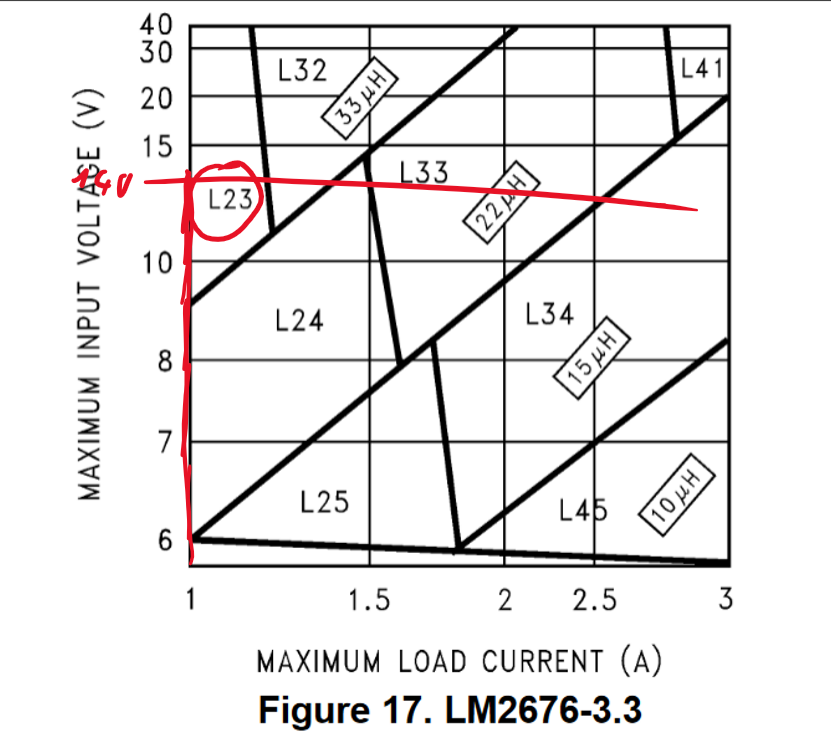 40
30
20
15
10
8
7
6
MAXIMUM INPUT VOLTAGE (V)
14V
L32
33 μH
L41
L23
L33
22 μH
L24
L34
15 μH
L25
L45
10 μH
1 1.5 2 2.5 3
MAXIMUM LOAD CURRENT (A)
Figure 17. LM2676-3.3